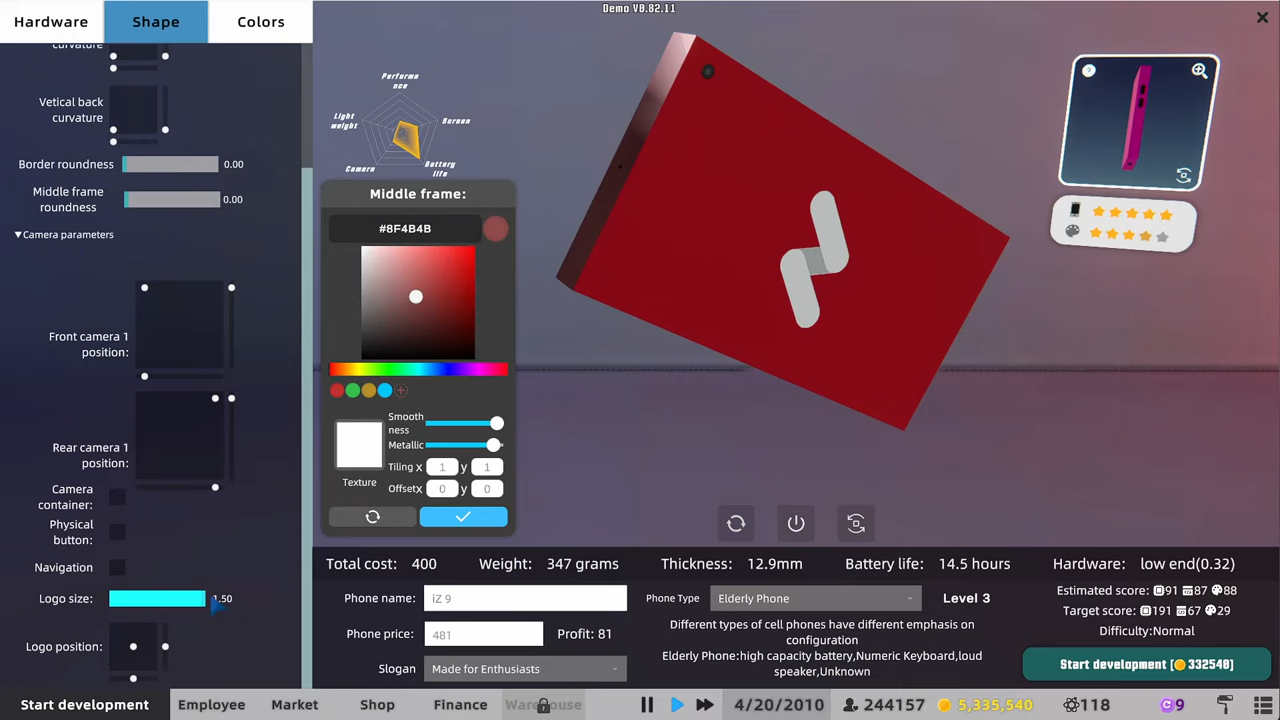 Hardware
Shape
Colors
Demo V0.82.11
curvature
Vetical back
curvature
Border roundness
0.00
Middle frame
roundness
0.00
▼Camera parameters
Front camera 1
position:
Rear camera 1
position:
Camera
container:
Physical
button:
Navigation
Logo size:
1.50
Logo position:
Performa
nce
Light
weight
Screen
Camera
Battery
life
Middle frame:
#8F4B4B
Smooth
ness
Metallic
Tiling x 1 y 1
Offsetx 0 y 0
Texture
?
Total cost: 400
Weight: 347 grams
Thickness: 12.9mm
Battery life: 14.5 hours
Hardware: low end(0.32)
Phone name: iZ 9
Phone Type Elderly Phone Level 3
Phone price: 481 Profit: 81
Different types of cell phones have different emphasis on
configuration
Elderly Phone:high capacity battery,Numeric Keyboard,loud
speaker,Unknown
Slogan Made for Enthusiasts
Estimated score: 91 87 88
Target score: 191 67 29
Difficulty:Normal
Start development [ 332540]
Start development
Employee
Market
Shop
Finance
Warehouse
4/20/2010
244157
5,335,540
118
9